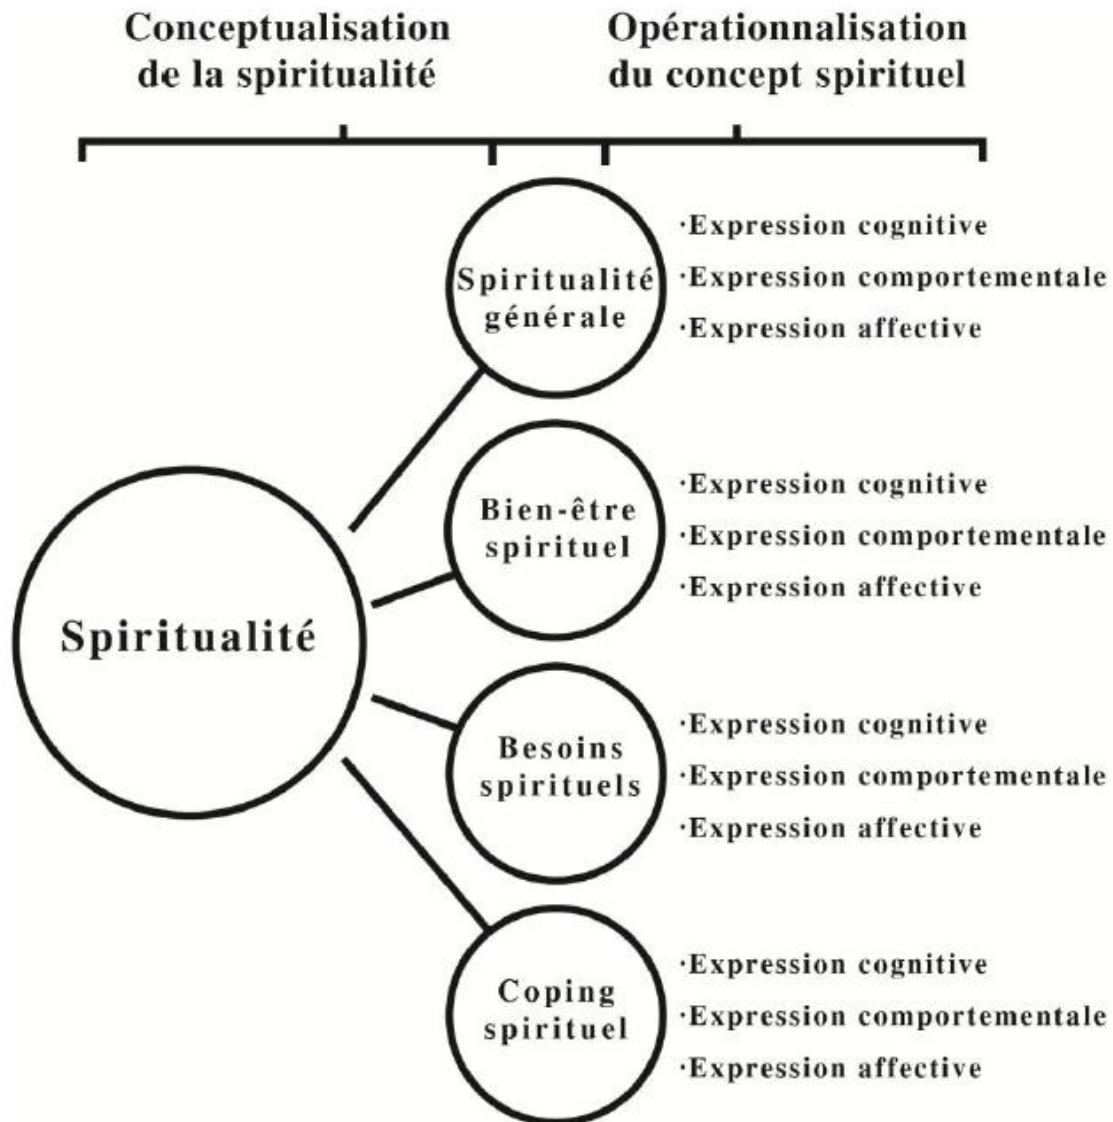 Conceptualisation
de la spiritualité
Opérationnalisation
du concept spirituel
Spiritualité
Spiritualité
générale
·Expression cognitive
·Expression comportementale
·Expression affective
Bien-être
spirituel
·Expression cognitive
·Expression comportementale
·Expression affective
Besoins
spirituels
·Expression cognitive
·Expression comportementale
·Expression affective
Coping
spirituel
·Expression cognitive
·Expression comportementale
·Expression affective